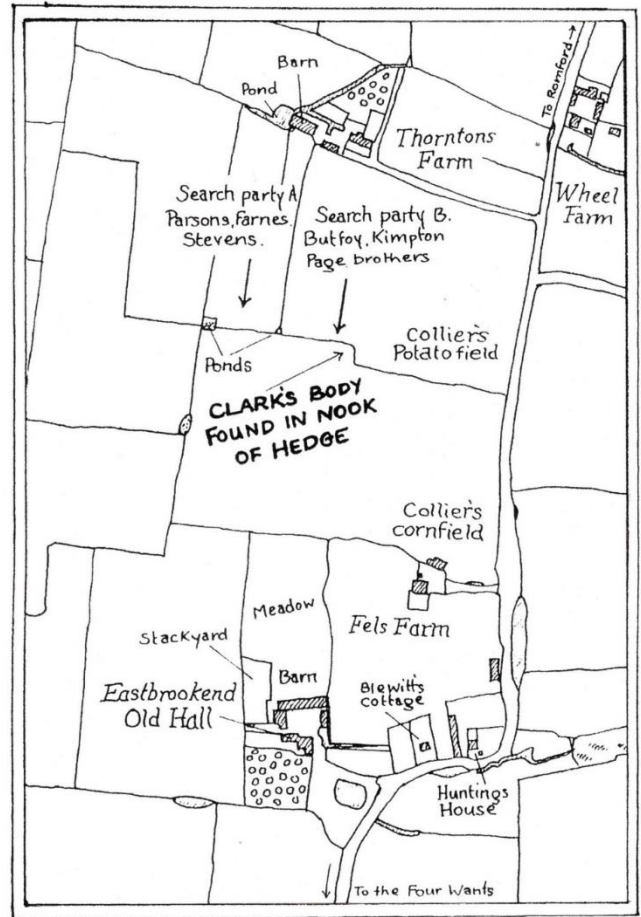 To Romford
Barn
Pond
Thorntons
Farm
Wheel
Farm
Search party A
Parsons, Farnes,
Stevens.
Search party B.
Butfoy, Kimpton
Page brothers
Ponds
Collier's
Potato field
CLARK'S BODY
FOUND IN NOOK
OF HEDGE
Collier's
cornfield
Meadow
Fels Farm
Stackyard
Barn
Eastbrookend
Old Hall
Blewitt's
Cottage
Huntings
House
To the Four Wants